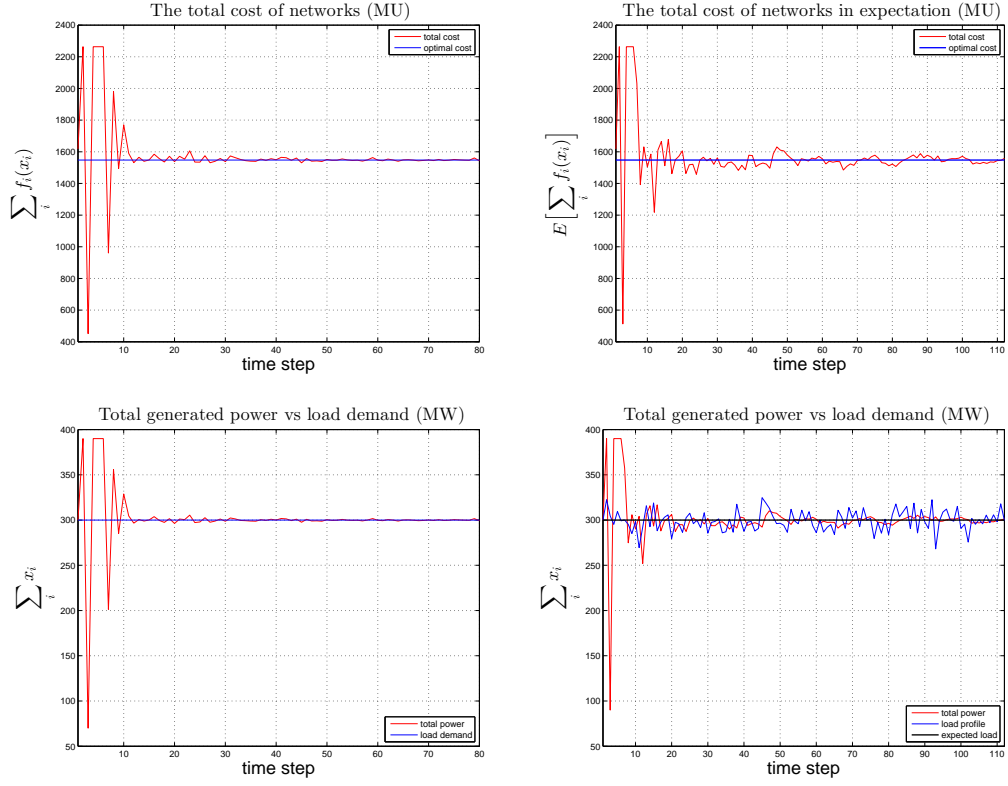 The total cost of networks (MU)
2400
2200
2000
1800
1600
1400
1200
1000
800
600
400
10 20 30 40 50 60 70 80
time step
∑_i f_i(x_i)
total cost
optimal cost
The total cost of networks in expectation (MU)
2400
2200
2000
1800
1600
1400
1200
1000
800
600
400
10 20 30 40 50 60 70 80 90 100 110
time step
E [ ∑_i f_i(x_i) ]
total cost
optimal cost
Total generated power vs load demand (MW)
400
350
300
250
200
150
100
50
10 20 30 40 50 60 70 80
time step
∑_i x_i
total power
load demand
Total generated power vs load demand (MW)
400
350
300
250
200
150
100
50
10 20 30 40 50 60 70 80 90 100 110
time step
∑_i x_i
total power
load profile
expected load